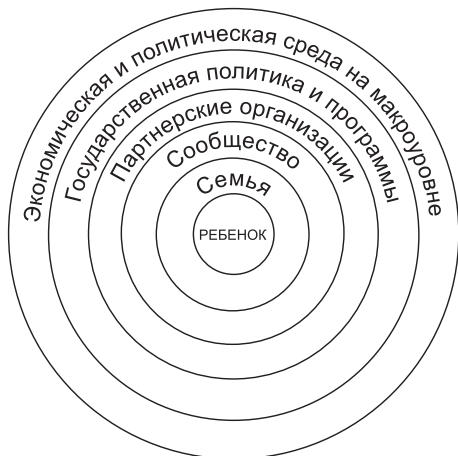 Экономическая и политическая среда на макроуровне
Государственная политика и программы
Партнерские организации
Сообщество
Семья
РЕБЕНОК